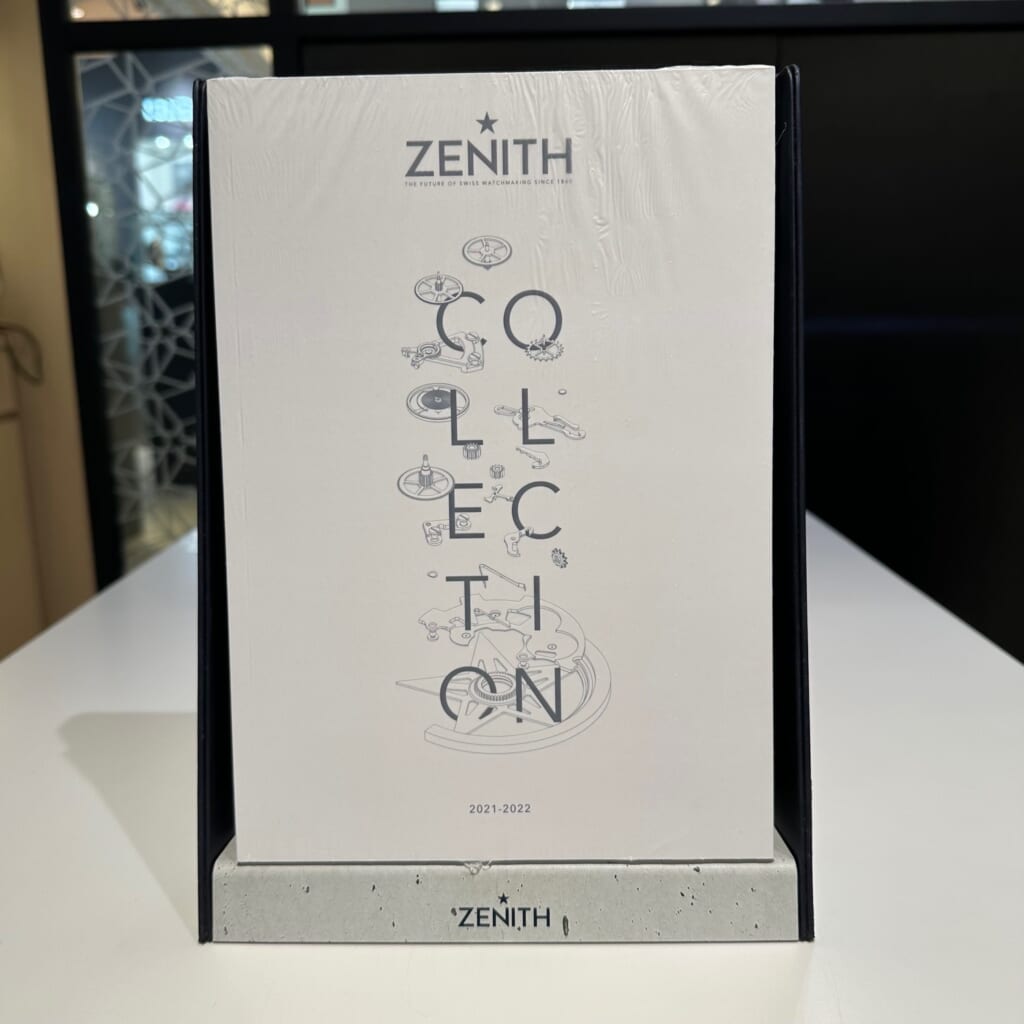 ZENITH
THE FUTURE OF SWISS WATCHMAKING SINCE 1865
CO
LL
EC
TI
ON
2021-2022
ZENITH